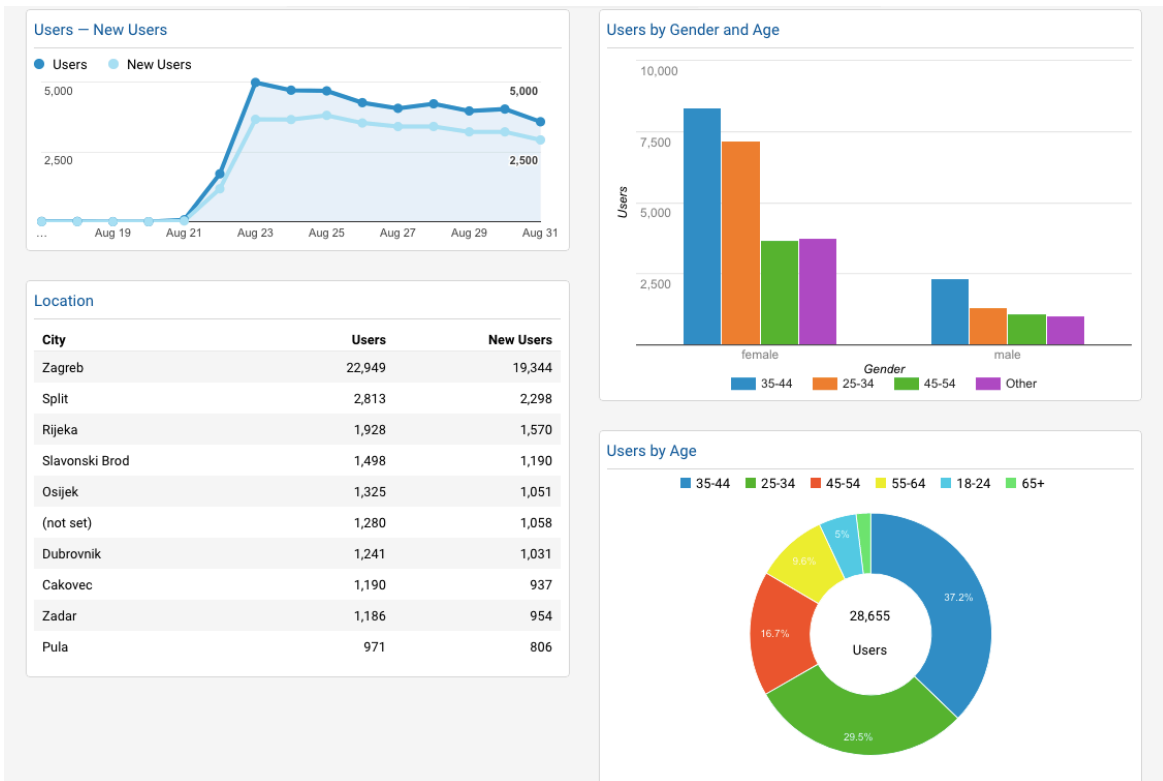 Users — New Users
Users New Users
5,000 5,000
2,500 2,500
... Aug 19 Aug 21 Aug 23 Aug 25 Aug 27 Aug 29 Aug 31
Location
City Users New Users
Zagreb 22,949 19,344
Split 2,813 2,298
Rijeka 1,928 1,570
Slavonski Brod 1,498 1,190
Osijek 1,325 1,051
(not set) 1,280 1,058
Dubrovnik 1,241 1,031
Cakovec 1,190 937
Zadar 1,186 954
Pula 971 806
Users by Gender and Age
10,000
7,500
5,000
2,500
Users
female male
Gender
35-44 25-34 45-54 Other
Users by Age
35-44 25-34 45-54 55-64 18-24 65+
5%
9.6%
37.2%
16.7%
29.5%
28,655
Users